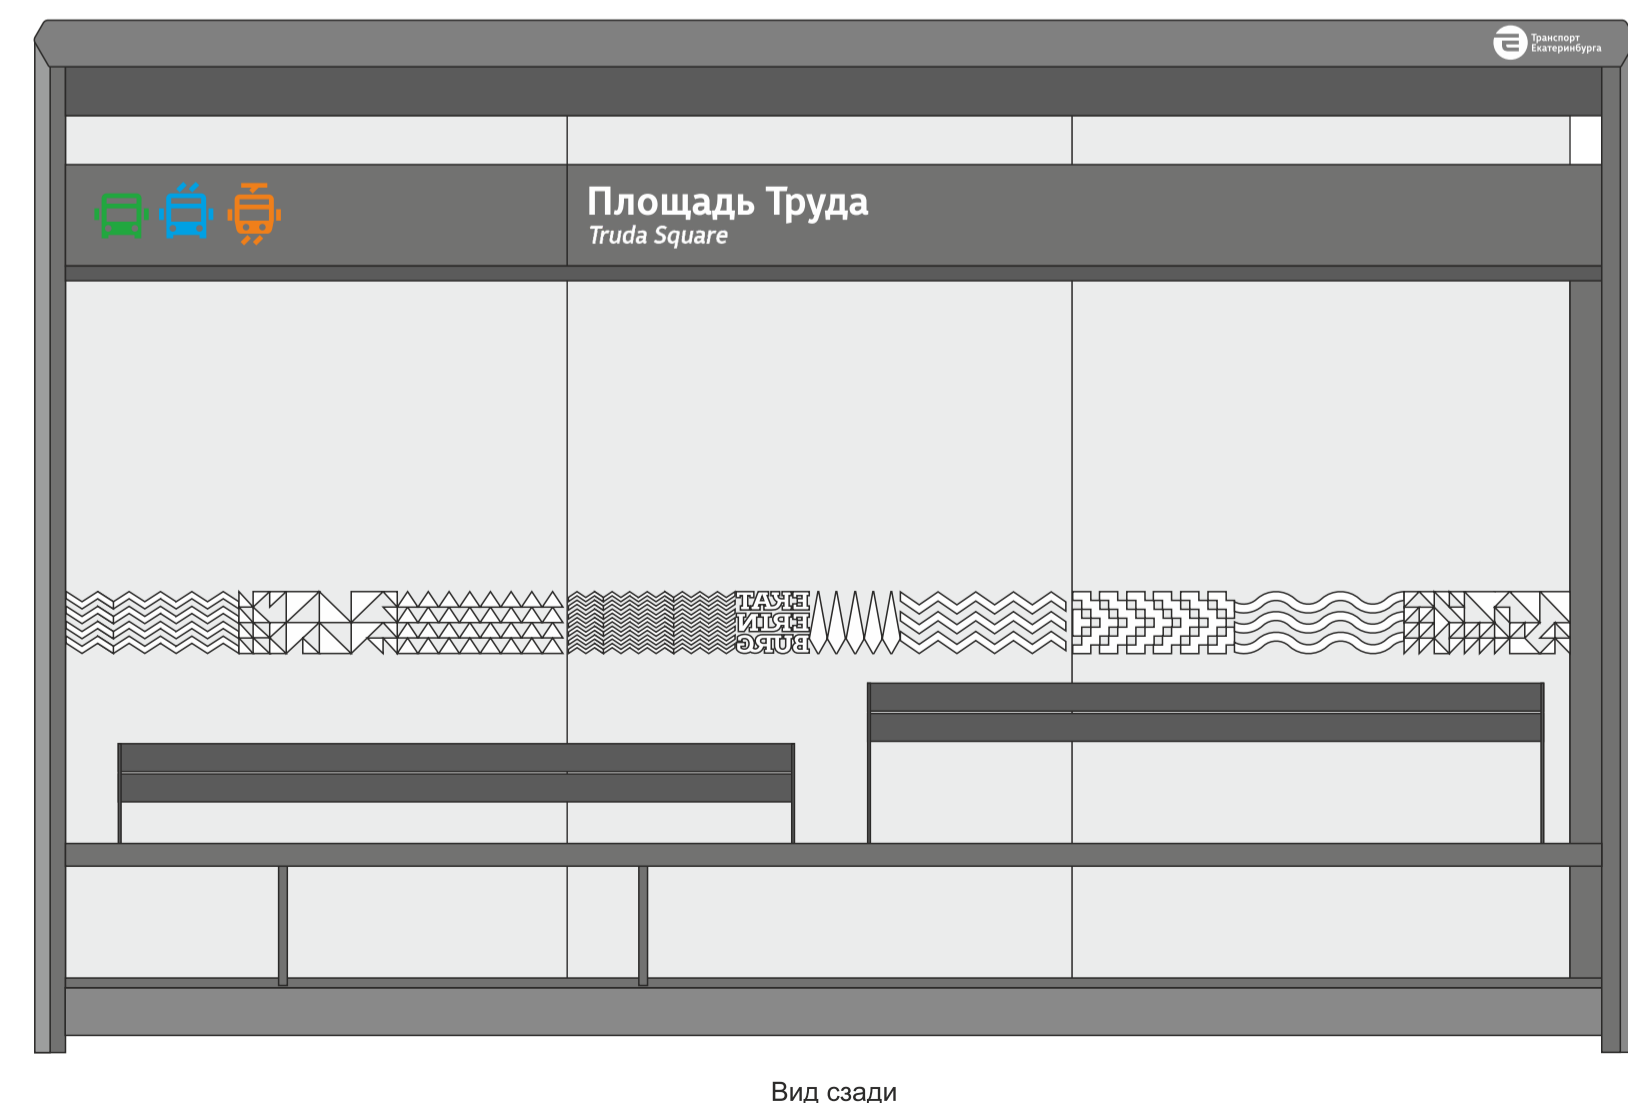 Транспорт
Екатеринбурга
Площадь Труда
Truda Square
EKAT
ERIN
BURG
Вид сзади